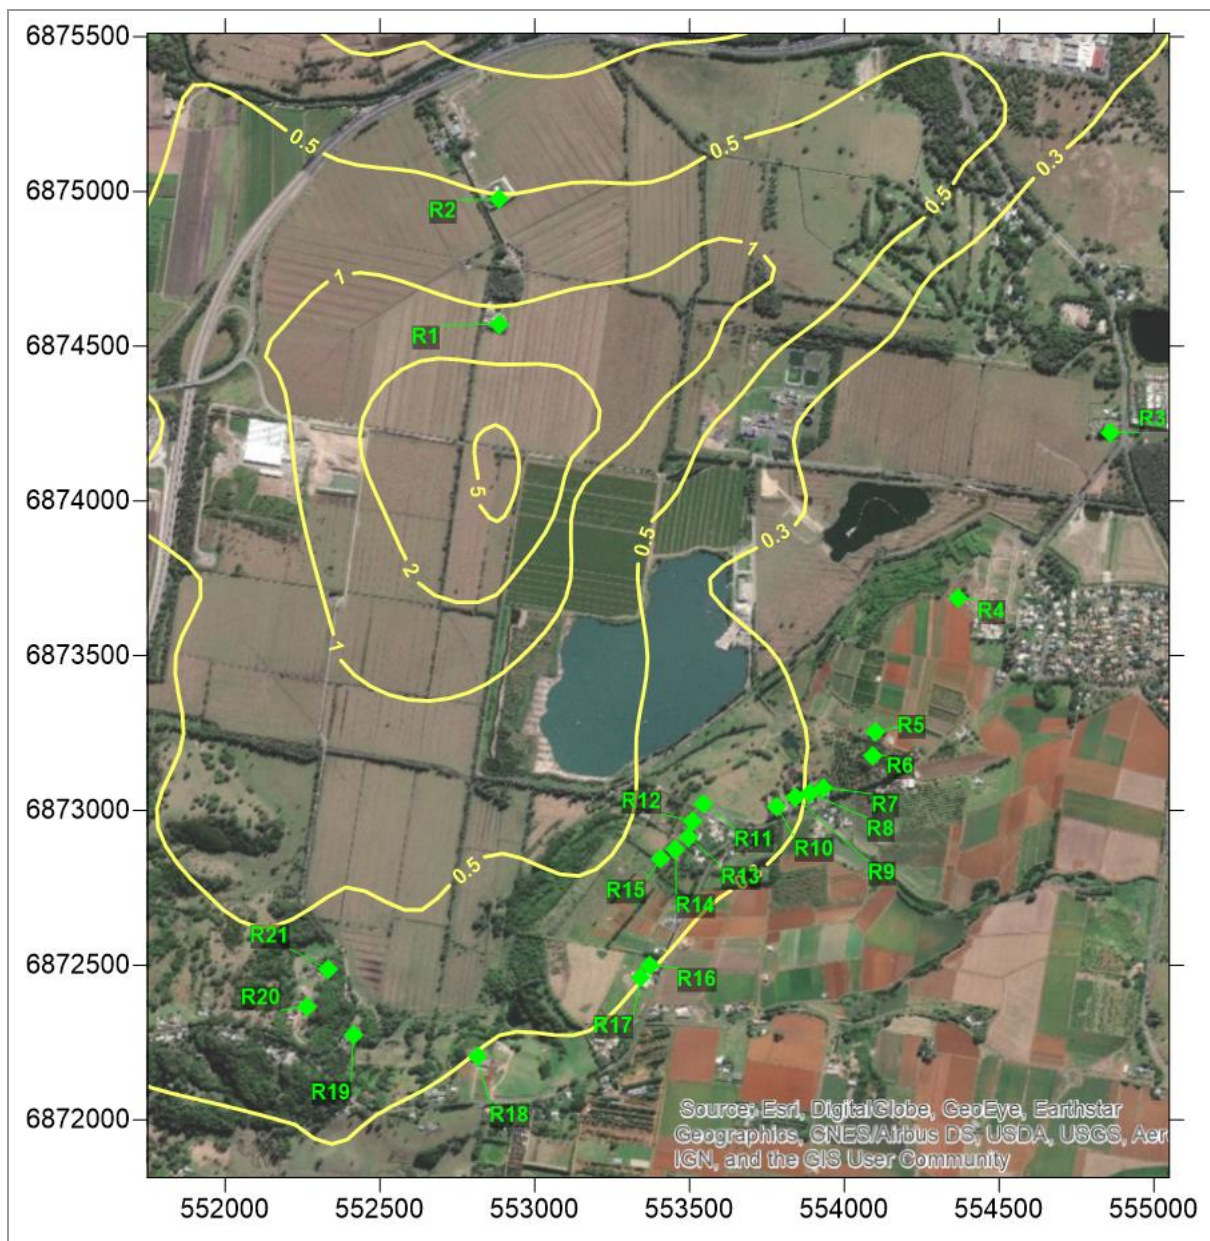 6875500
0.5
0.5
0.3
6875000
0.5
R2
1
1
R1
6874500
R3
5
6874000
0.5
0.3
2
R4
6873500
1
R5
R6
6873000
R12
R7
R11
R8
R10
0.5
R9
R13
R15
R14
R21
6872500
R16
R20
R17
R19
R18
6872000
Source: Esri, DigitalGlobe, GeoEye, Earthstar
Geographics, CNES/Airbus DS, USDA, USGS, Aer
IGN, and the GIS User Community
552000 552500 553000 553500 554000 554500 555000